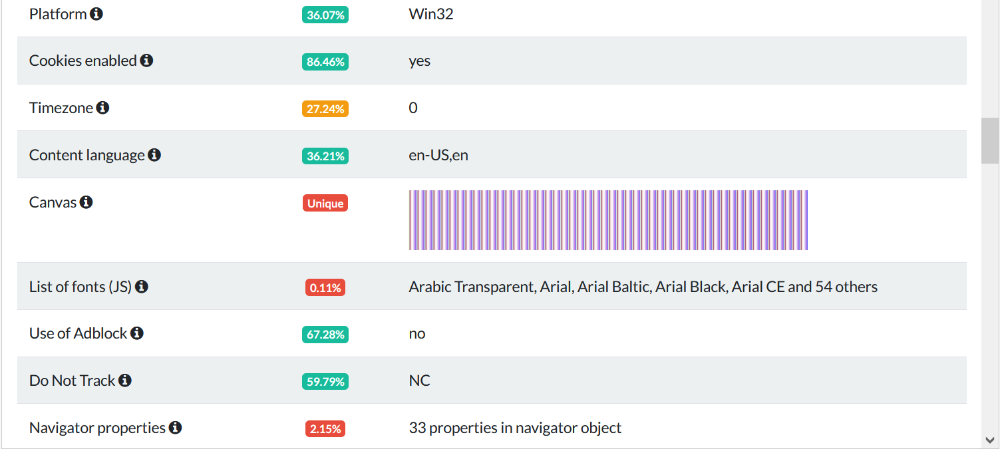 Platform 36.07% Win32
Cookies enabled 86.46% yes
Timezone 27.24% 0
Content language 36.21% en-US,en
Canvas Unique
List of fonts (JS) 0.11% Arabic Transparent, Arial, Arial Baltic, Arial Black, Arial CE and 54 others
Use of Adblock 67.28% no
Do Not Track 59.79% NC
Navigator properties 2.15% 33 properties in navigator object